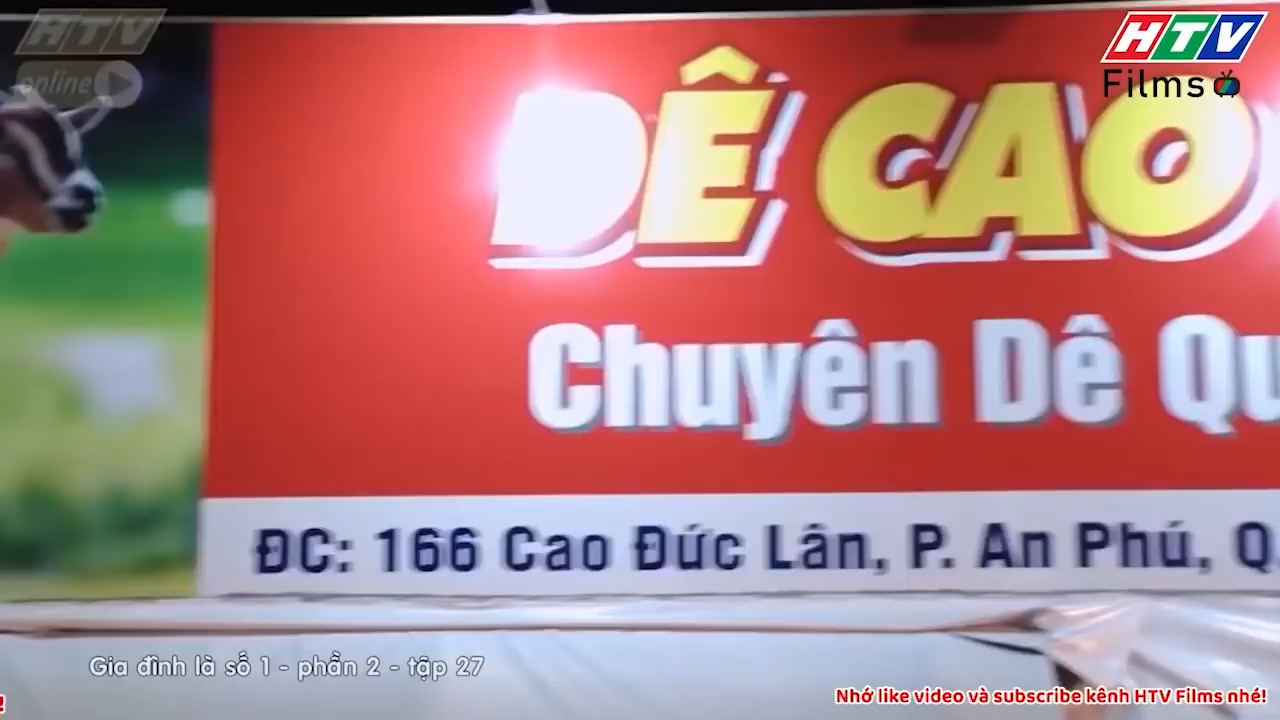 HTV
online
HTV
Films
DÊ CAO
Chuyên Dê Qu
ĐC: 166 Cao Đức Lân, P. An Phú, Q.
Gia đình là số 1 - phần 2 - tập 27
!
Nhớ like video và subscribe kênh HTV Films nhé!